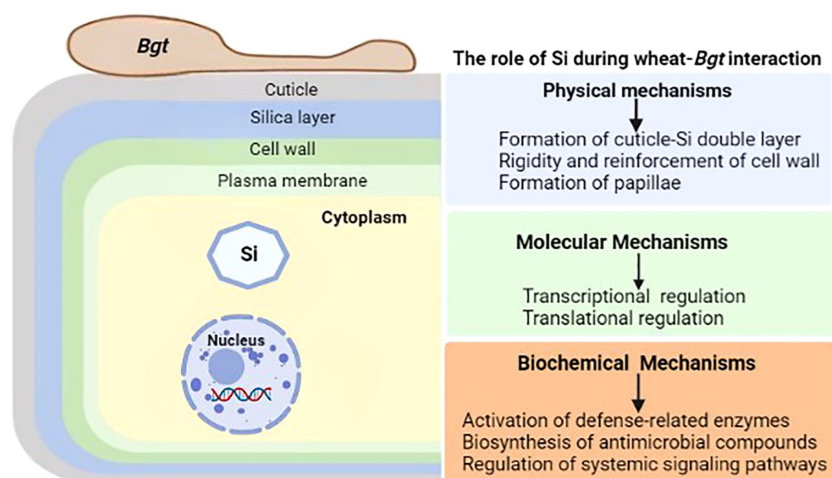 Bgt
Cuticle
Silica layer
Cell wall
Plasma membrane
Cytoplasm
Si
Nucleus
The role of Si during wheat-Bgt interaction
Physical mechanisms
Formation of cuticle-Si double layer
Rigidity and reinforcement of cell wall
Formation of papillae
Molecular Mechanisms
Transcriptional regulation
Translational regulation
Biochemical Mechanisms
Activation of defense-related enzymes
Biosynthesis of antimicrobial compounds
Regulation of systemic signaling pathways